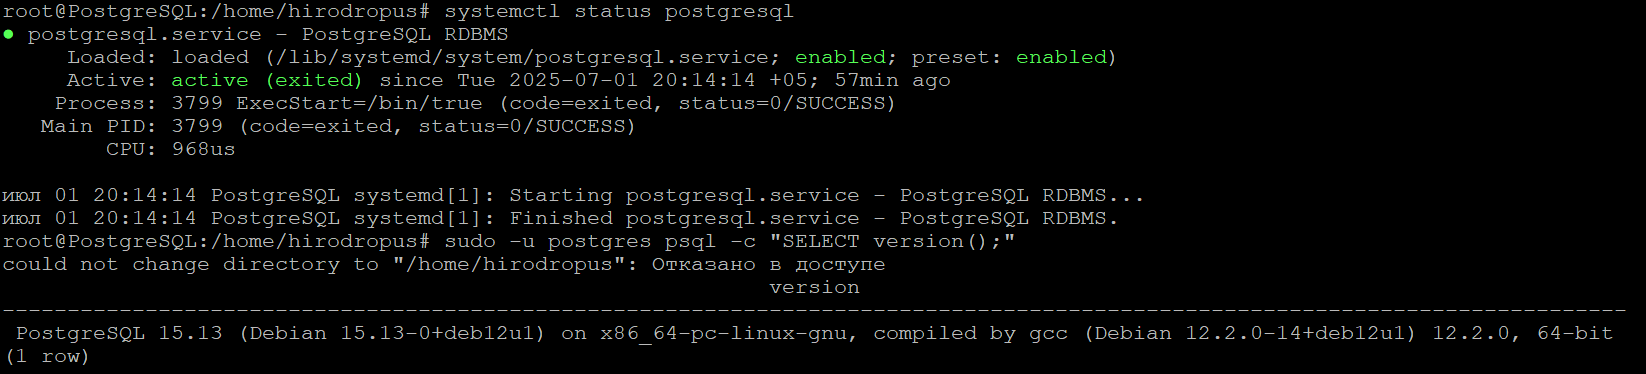 root@PostgreSQL:/home/hirodropus# systemctl status postgresql
● postgresql.service - PostgreSQL RDBMS
     Loaded: loaded (/lib/systemd/system/postgresql.service; enabled; preset: enabled)
     Active: active (exited) since Tue 2025-07-01 20:14:14 +05; 57min ago
    Process: 3799 ExecStart=/bin/true (code=exited, status=0/SUCCESS)
   Main PID: 3799 (code=exited, status=0/SUCCESS)
        CPU: 968us

июл 01 20:14:14 PostgreSQL systemd[1]: Starting postgresql.service - PostgreSQL RDBMS...
июл 01 20:14:14 PostgreSQL systemd[1]: Finished postgresql.service - PostgreSQL RDBMS.
root@PostgreSQL:/home/hirodropus# sudo -u postgres psql -c "SELECT version();"
could not change directory to "/home/hirodropus": Отказано в доступе
                                                           version
-----------------------------------------------------------------------------------------------------------------------------
 PostgreSQL 15.13 (Debian 15.13-0+deb12u1) on x86_64-pc-linux-gnu, compiled by gcc (Debian 12.2.0-14+deb12u1) 12.2.0, 64-bit
(1 row)